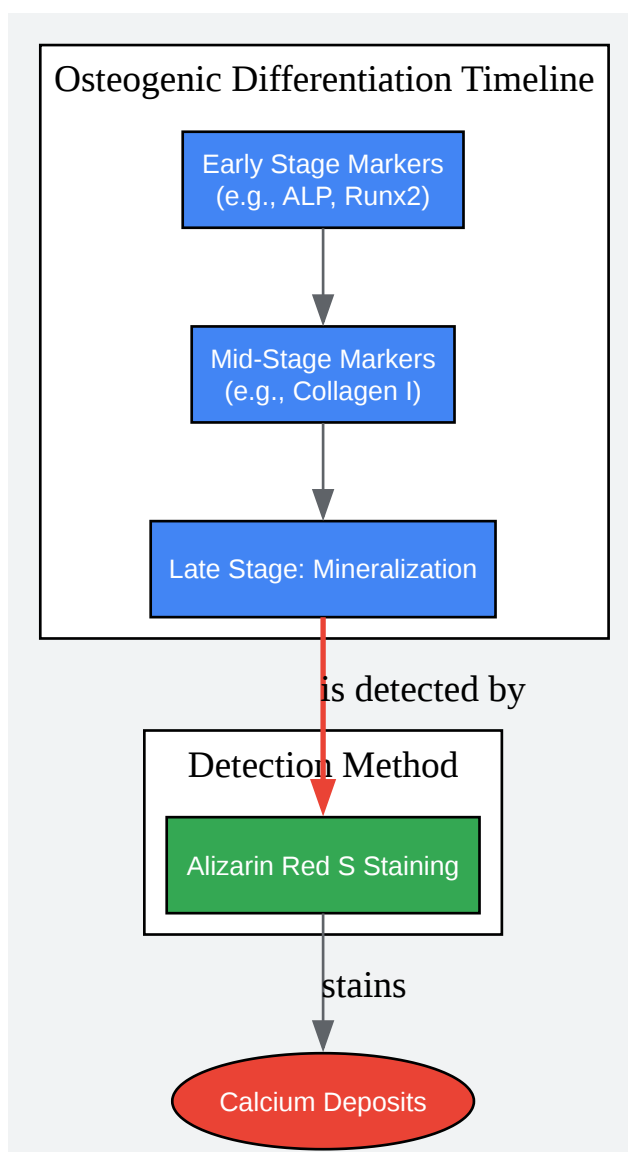 Osteogenic Differentiation Timeline
Early Stage Markers
(e.g., ALP, Runx2)
Mid-Stage Markers
(e.g., Collagen I)
Late Stage: Mineralization
is detected by
Detection Method
Alizarin Red S Staining
stains
Calcium Deposits